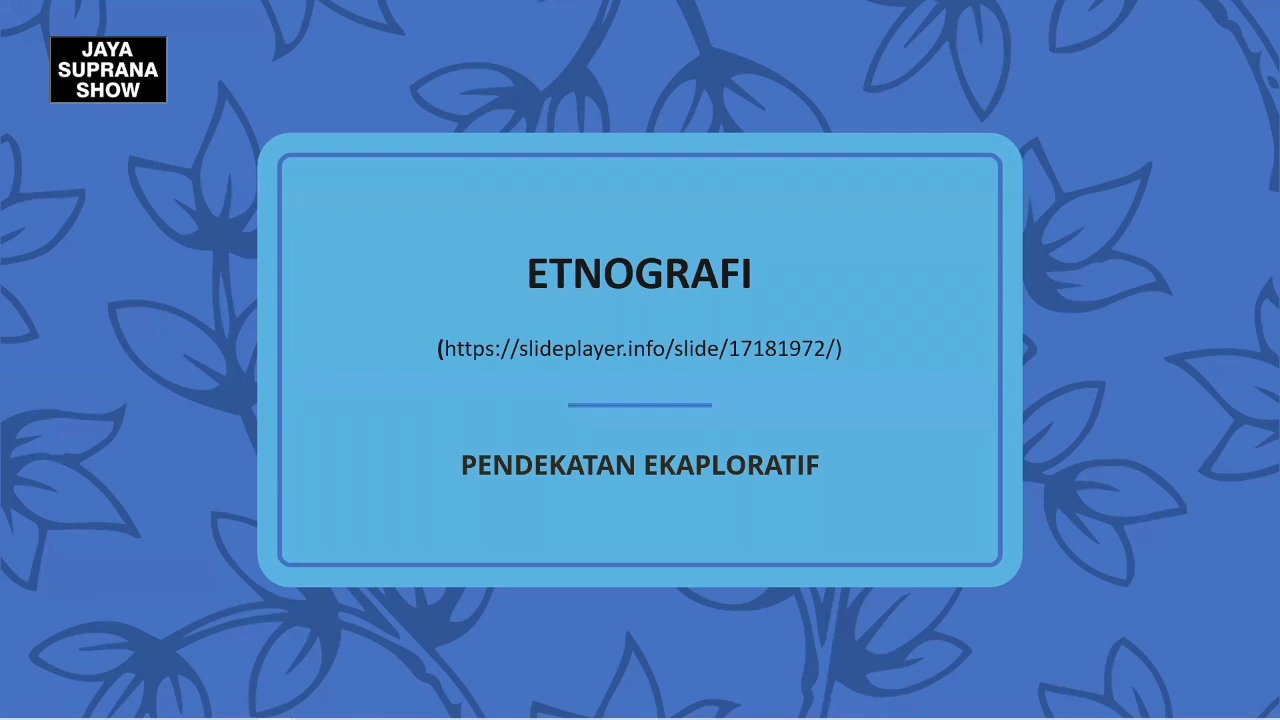 JAYA
SUPRANA
SHOW
ETNOGRAFI
(https://slideplayer.info/slide/17181972/)
PENDEKATAN EKAPLORATIF